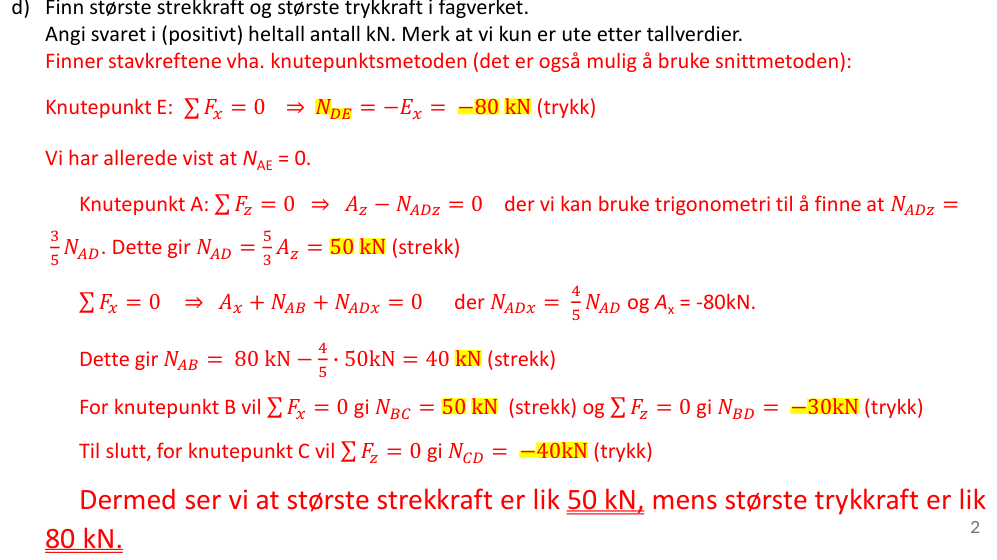 d) Finn største strekkraft og største trykkraft i fagverket.
Angi svaret i (positivt) heltall antall kN. Merk at vi kun er ute etter tallverdier.
Finner stavkreftene vha. knutepunktsmetoden (det er også mulig å bruke snittmetoden):
Knutepunkt E: ∑ Fₓ = 0 ⇒ N_DE = −Eₓ = −80 kN (trykk)
Vi har allerede vist at N_AE = 0.
Knutepunkt A: ∑ F_z = 0 ⇒ A_z − N_ADz = 0 der vi kan bruke trigonometri til å finne at N_ADz =
3/5 N_AD. Dette gir N_AD = 5/3 A_z = 50 kN (strekk)
∑ Fₓ = 0 ⇒ Aₓ + N_AB + N_ADx = 0 der N_ADx = 4/5 N_AD og Aₓ = -80kN.
Dette gir N_AB = 80 kN − 4/5 · 50kN = 40 kN (strekk)
For knutepunkt B vil ∑ Fₓ = 0 gi N_BC = 50 kN (strekk) og ∑ F_z = 0 gi N_BD = −30kN (trykk)
Til slutt, for knutepunkt C vil ∑ F_z = 0 gi N_CD = −40kN (trykk)
Dermed ser vi at største strekkraft er lik 50 kN, mens største trykkraft er lik
2
80 kN.